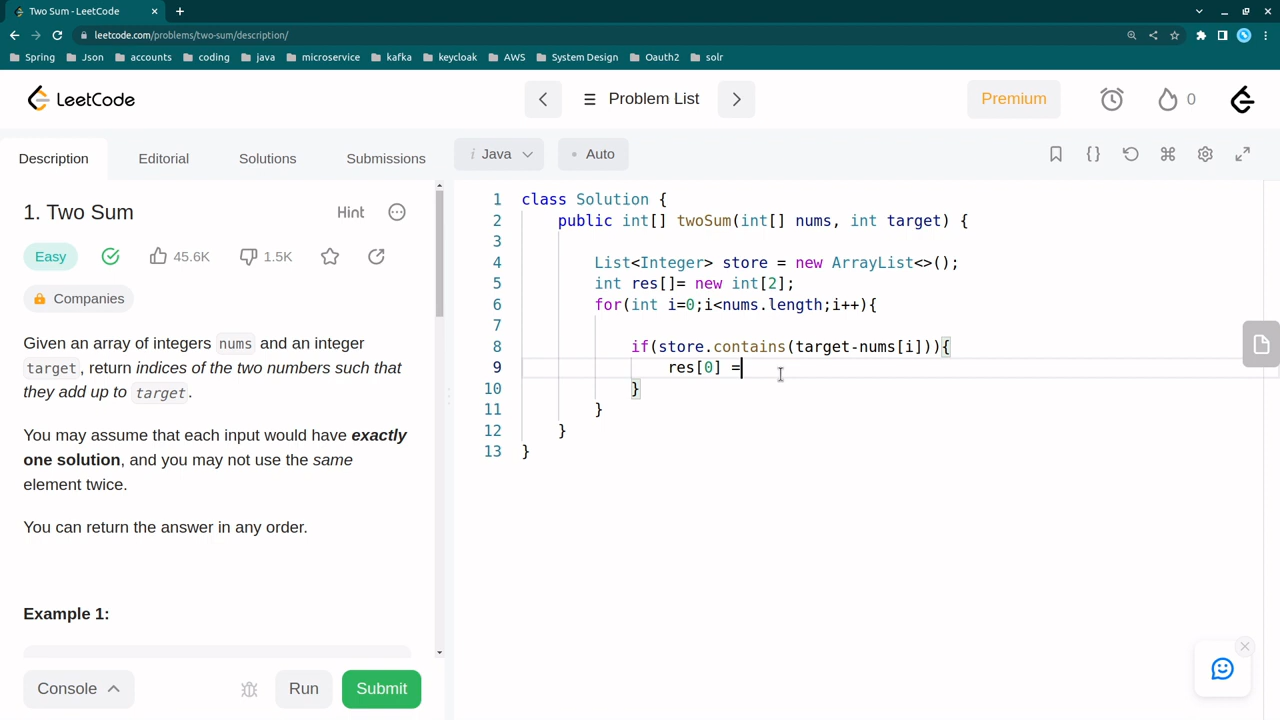 Two Sum - LeetCode
leetcode.com/problems/two-sum/description/
Spring Json accounts coding java microservice kafka keycloak AWS System Design Oauth2 solr
LeetCode
Problem List
Premium
0
Description Editorial Solutions Submissions
i Java
Auto
1. Two Sum
Hint
Easy 45.6K 1.5K
Companies
Given an array of integers nums and an integer
target, return indices of the two numbers such that
they add up to target.
You may assume that each input would have exactly
one solution, and you may not use the same
element twice.
You can return the answer in any order.
Example 1:
Console
Run
Submit
1 class Solution {
2 public int[] twoSum(int[] nums, int target) {
3
4 List<Integer> store = new ArrayList<>();
5 int res[]= new int[2];
6 for(int i=0;i<nums.length;i++){
7
8 if(store.contains(target-nums[i])){
9 res[0] =
10 }
11 }
12 }
13 }